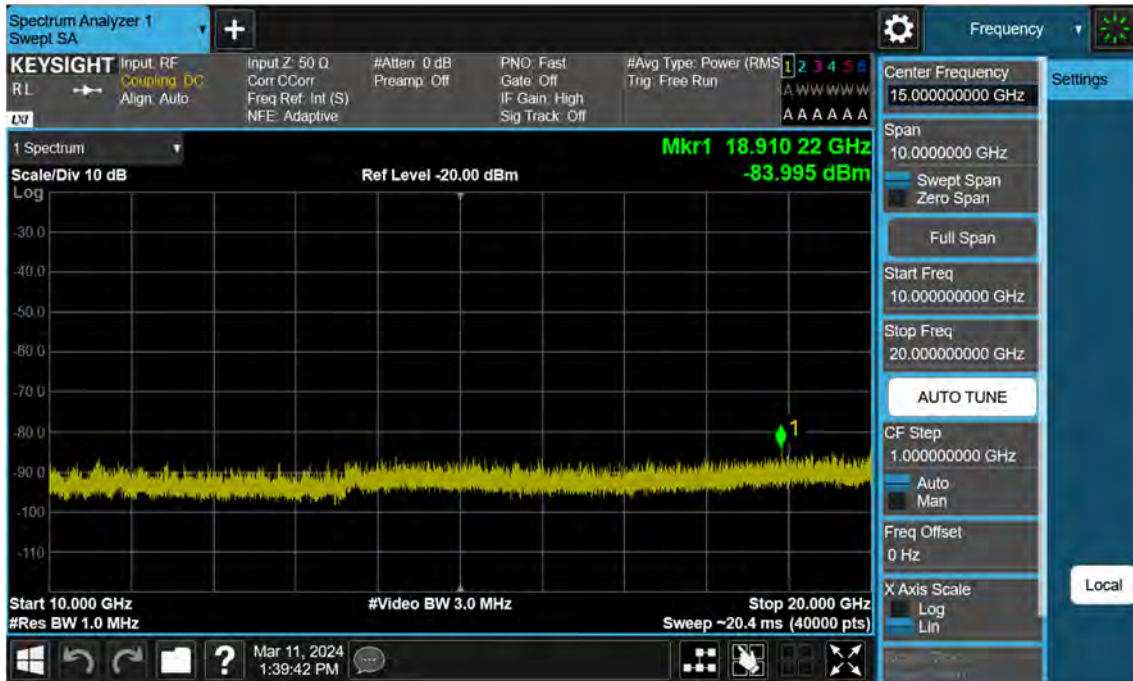 Spectrum Analyzer 1
Swept SA
+
Frequency
KEYSIGHT
RL
LXI
Input: RF
Coupling: DC
Align: Auto
Input Z: 50 Ω
Corr CCorr
Freq Ref: Int (S)
NFE: Adaptive
#Atten: 0 dB
Preamp: Off
PNO: Fast
Gate: Off
IF Gain: High
Sig Track: Off
#Avg Type: Power (RMS
Trig: Free Run
1 2 3 4 5 6
A W W W W W
A A A A A A
1 Spectrum
Scale/Div 10 dB
Ref Level -20.00 dBm
Mkr1 18.910 22 GHz
-83.995 dBm
Log
-30.0
-40.0
-50.0
-60.0
-70.0
-80.0
-90.0
-100
-110
1
Start 10.000 GHz
#Video BW 3.0 MHz
Stop 20.000 GHz
#Res BW 1.0 MHz
Sweep ~20.4 ms (40000 pts)
?
Mar 11, 2024
1:39:42 PM
Center Frequency
15.000000000 GHz
Settings
Span
10.0000000 GHz
Swept Span
Zero Span
Full Span
Start Freq
10.000000000 GHz
Stop Freq
20.000000000 GHz
AUTO TUNE
CF Step
1.000000000 GHz
Auto
Man
Freq Offset
0 Hz
X Axis Scale
Log
Lin
Local